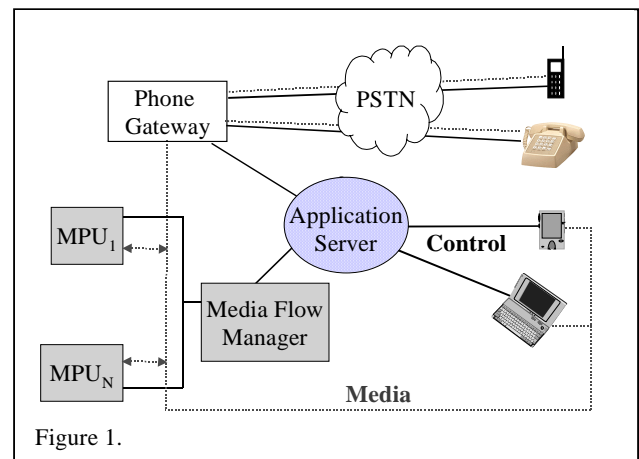 Phone
Gateway
PSTN
Application
Server
Control
MPU1
Media Flow
Manager
MPUN
Media
Figure 1.